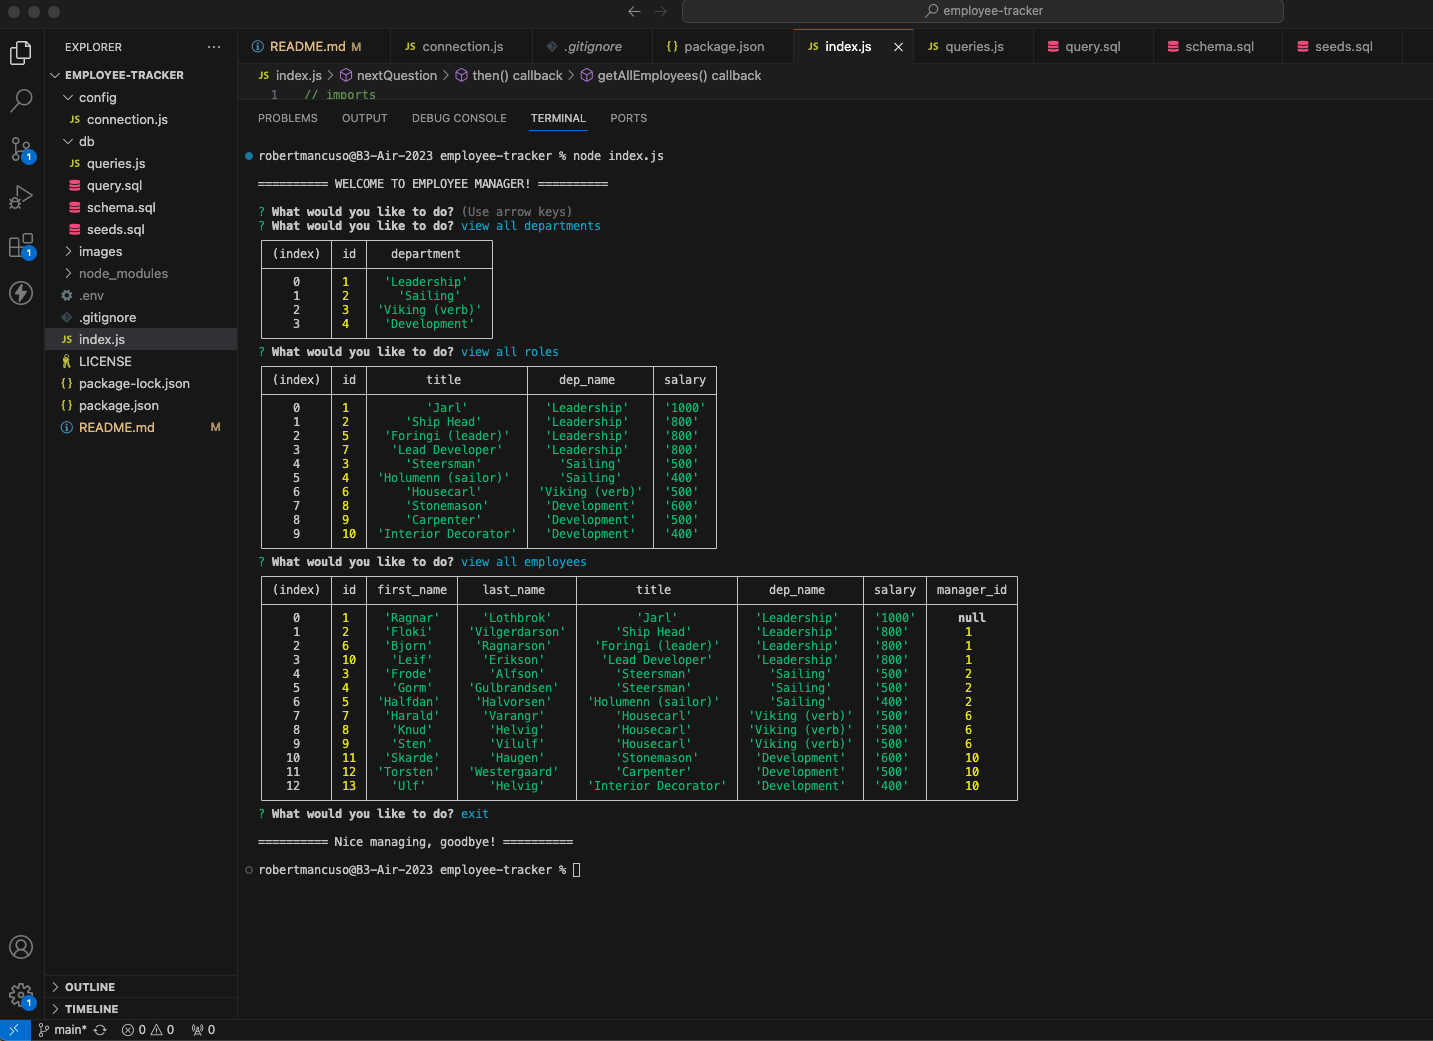 employee-tracker
EXPLORER
README.md M
connection.js
.gitignore
package.json
index.js
queries.js
query.sql
schema.sql
seeds.sql
EMPLOYEE-TRACKER
config
connection.js
db
queries.js
query.sql
schema.sql
seeds.sql
images
node_modules
.env
.gitignore
index.js
LICENSE
package-lock.json
package.json
README.md M
OUTLINE
TIMELINE
1
1
1
JS index.js > nextQuestion > then() callback > getAllEmployees() callback
1 // imports
PROBLEMS OUTPUT DEBUG CONSOLE TERMINAL PORTS
robertmancuso@B3-Air-2023 employee-tracker % node index.js
========== WELCOME TO EMPLOYEE MANAGER! ==========
? What would you like to do? (Use arrow keys)
? What would you like to do? view all departments
(index) id department
0 1 'Leadership'
1 2 'Sailing'
2 3 'Viking (verb)'
3 4 'Development'
? What would you like to do? view all roles
(index) id title dep_name salary
0 1 'Jarl' 'Leadership' '1000'
1 2 'Ship Head' 'Leadership' '800'
2 5 'Foringi (leader)' 'Leadership' '800'
3 7 'Lead Developer' 'Leadership' '800'
4 3 'Steersman' 'Sailing' '500'
5 4 'Holumenn (sailor)' 'Sailing' '400'
6 6 'Housecarl' 'Viking (verb)' '500'
7 8 'Stonemason' 'Development' '600'
8 9 'Carpenter' 'Development' '500'
9 10 'Interior Decorator' 'Development' '400'
? What would you like to do? view all employees
(index) id first_name last_name title dep_name salary manager_id
0 1 'Ragnar' 'Lothbrok' 'Jarl' 'Leadership' '1000' null
1 2 'Floki' 'Vilgerdarson' 'Ship Head' 'Leadership' '800' 1
2 6 'Bjorn' 'Ragnarson' 'Foringi (leader)' 'Leadership' '800' 1
3 10 'Leif' 'Erikson' 'Lead Developer' 'Leadership' '800' 1
4 3 'Frode' 'Alfson' 'Steersman' 'Sailing' '500' 2
5 4 'Gorm' 'Gulbrandsen' 'Steersman' 'Sailing' '500' 2
6 5 'Halfdan' 'Halvorsen' 'Holumenn (sailor)' 'Sailing' '400' 2
7 7 'Harald' 'Varangr' 'Housecarl' 'Viking (verb)' '500' 6
8 8 'Knud' 'Helvig' 'Housecarl' 'Viking (verb)' '500' 6
9 9 'Sten' 'Vilulf' 'Housecarl' 'Viking (verb)' '500' 6
10 11 'Skarde' 'Haugen' 'Stonemason' 'Development' '600' 10
11 12 'Torsten' 'Westergaard' 'Carpenter' 'Development' '500' 10
12 13 'Ulf' 'Helvig' 'Interior Decorator' 'Development' '400' 10
? What would you like to do? exit
========== Nice managing, goodbye! ==========
robertmancuso@B3-Air-2023 employee-tracker %
main* 0 0 0